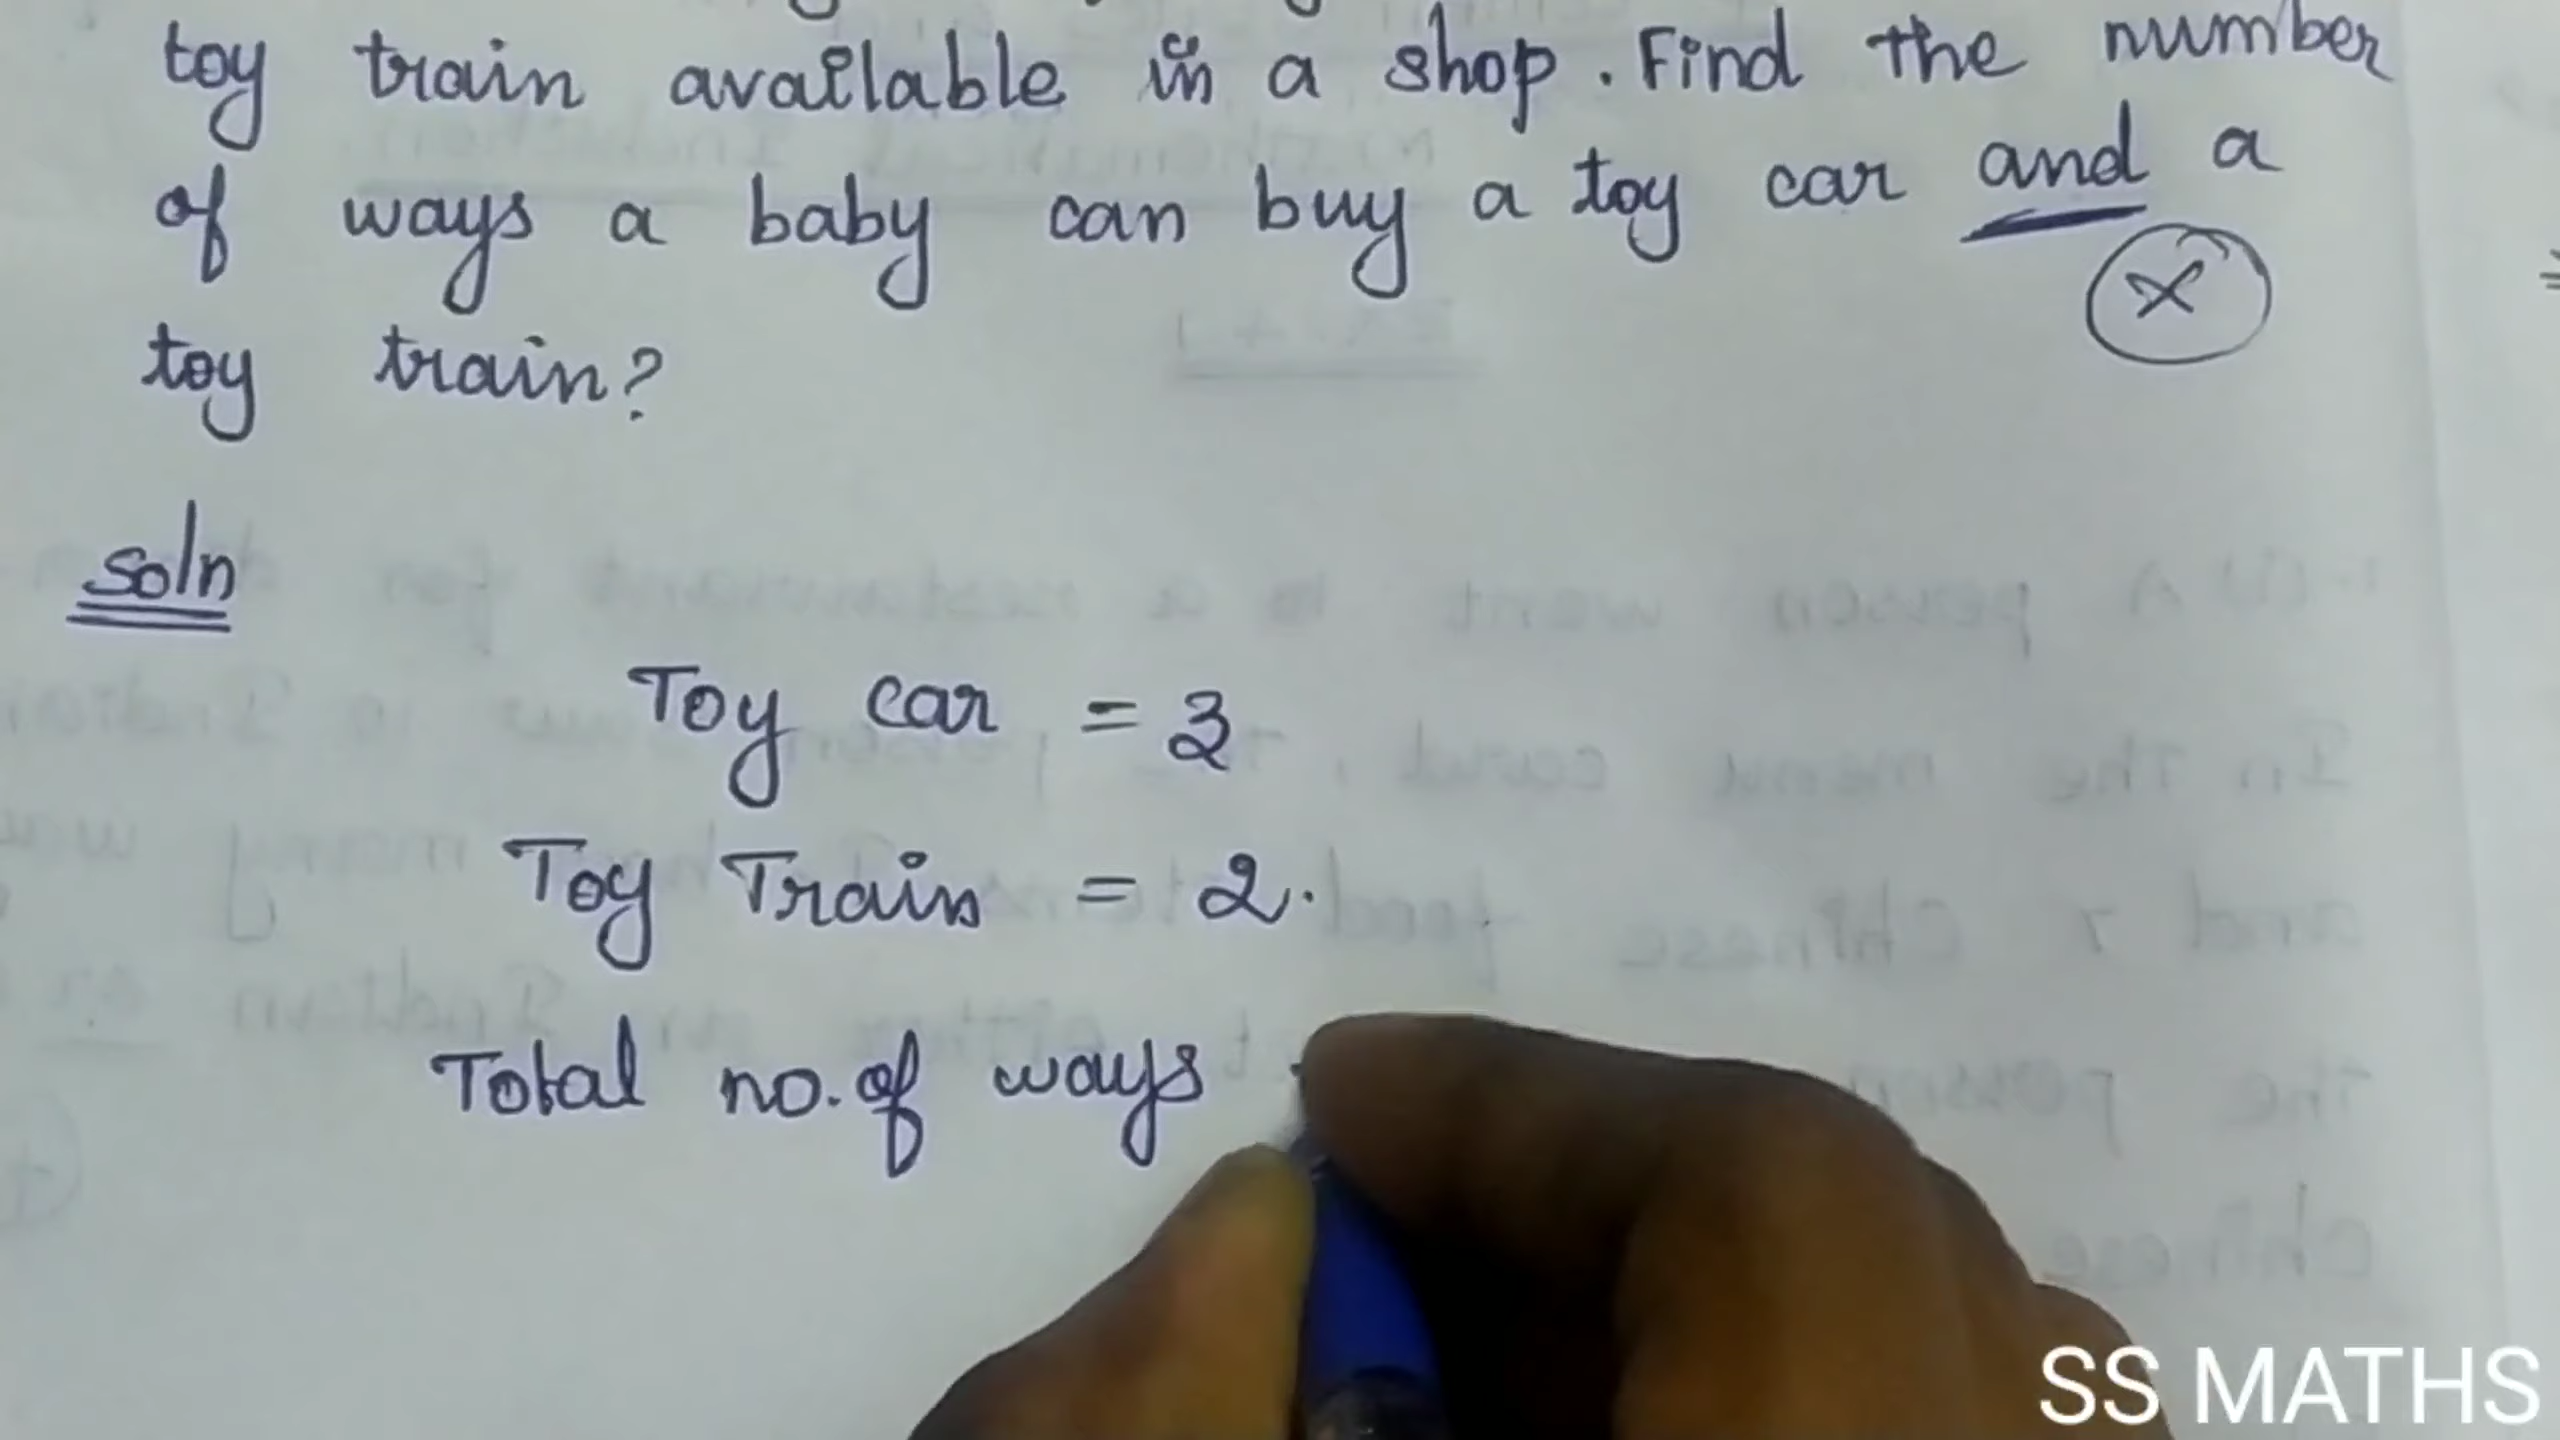 toy train available in a shop. Find the number
of ways a baby can buy a toy car and a
×
toy train?
soln
Toy car = 3
Toy Train = 2.
Total no. of ways
SS MATHS